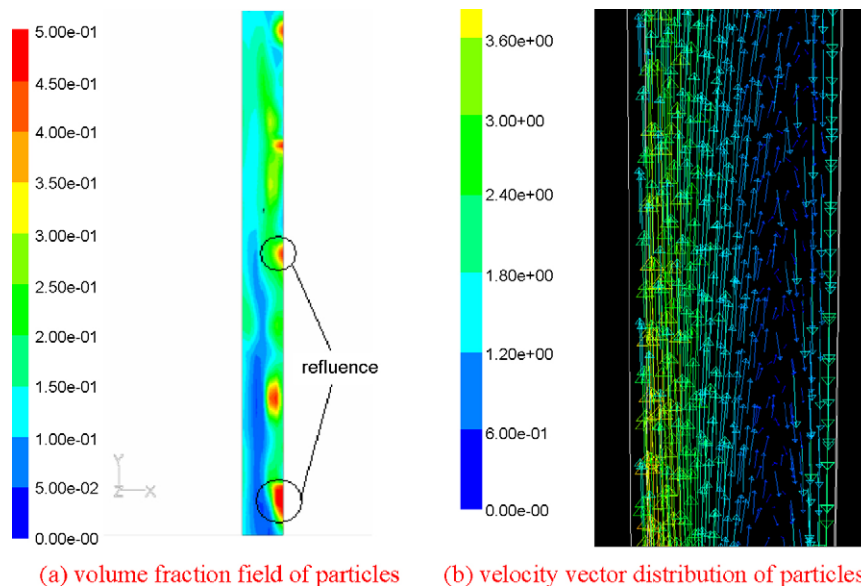 5.00e-01
4.50e-01
4.00e-01
3.50e-01
3.00e-01
2.50e-01
2.00e-01
1.50e-01
1.00e-01
5.00e-02
0.00e+00
Y
Z X
refluence
3.60e+00
3.00e+00
2.40e+00
1.80e+00
1.20e+00
6.00e-01
0.00e-00
(a) volume fraction field of particles
(b) velocity vector distribution of particles